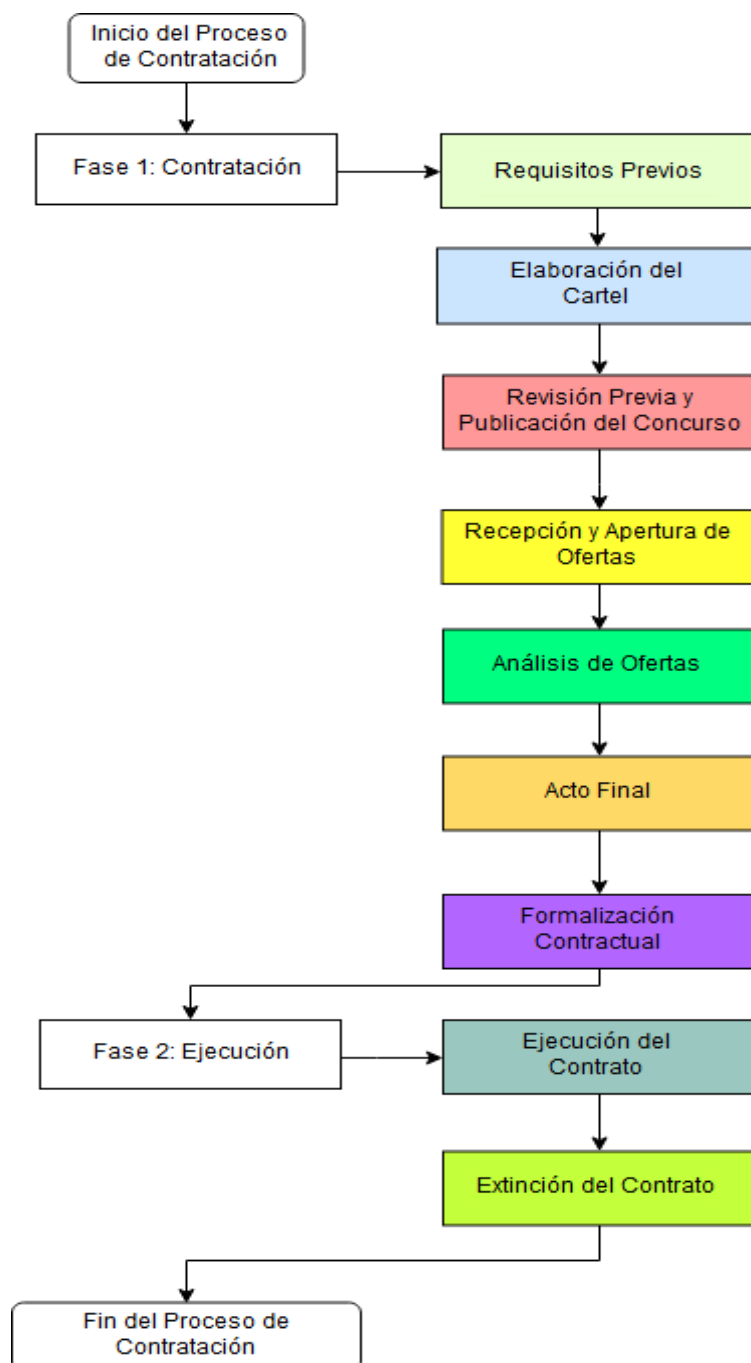 Inicio del Proceso
de Contratación
Fase 1: Contratación
Requisitos Previos
Elaboración del
Cartel
Revisión Previa y
Publicación del Concurso
Recepción y Apertura de
Ofertas
Análisis de Ofertas
Acto Final
Formalización
Contractual
Fase 2: Ejecución
Ejecución del
Contrato
Extinción del Contrato
Fin del Proceso de
Contratación